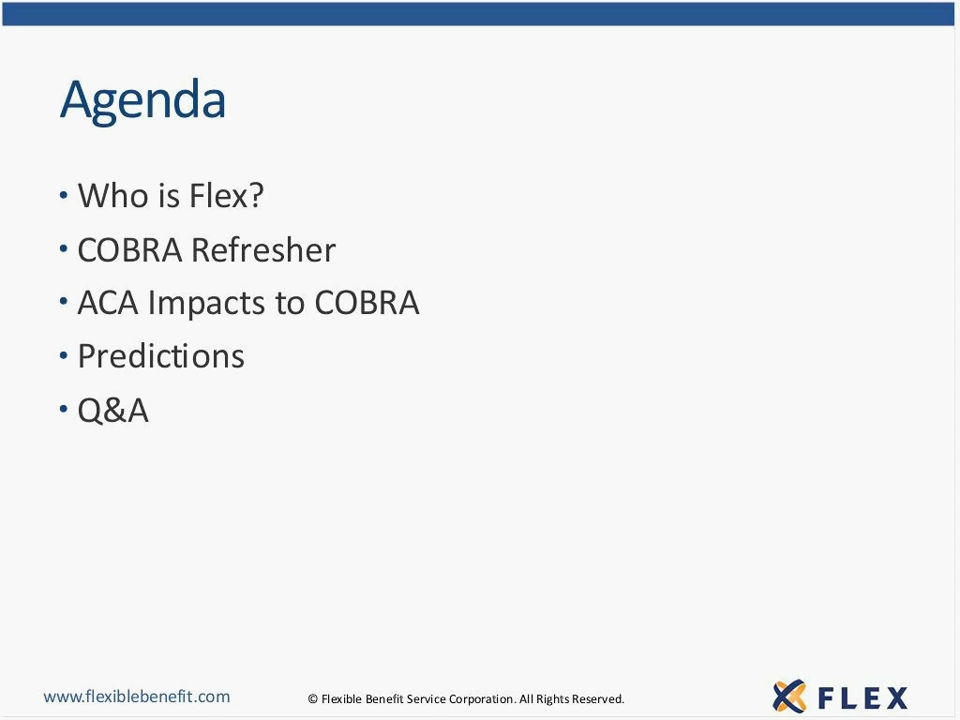 Agenda
• Who is Flex?
• COBRA Refresher
• ACA Impacts to COBRA
• Predictions
• Q&A
www.flexiblebenefit.com
© Flexible Benefit Service Corporation. All Rights Reserved.
FLEX